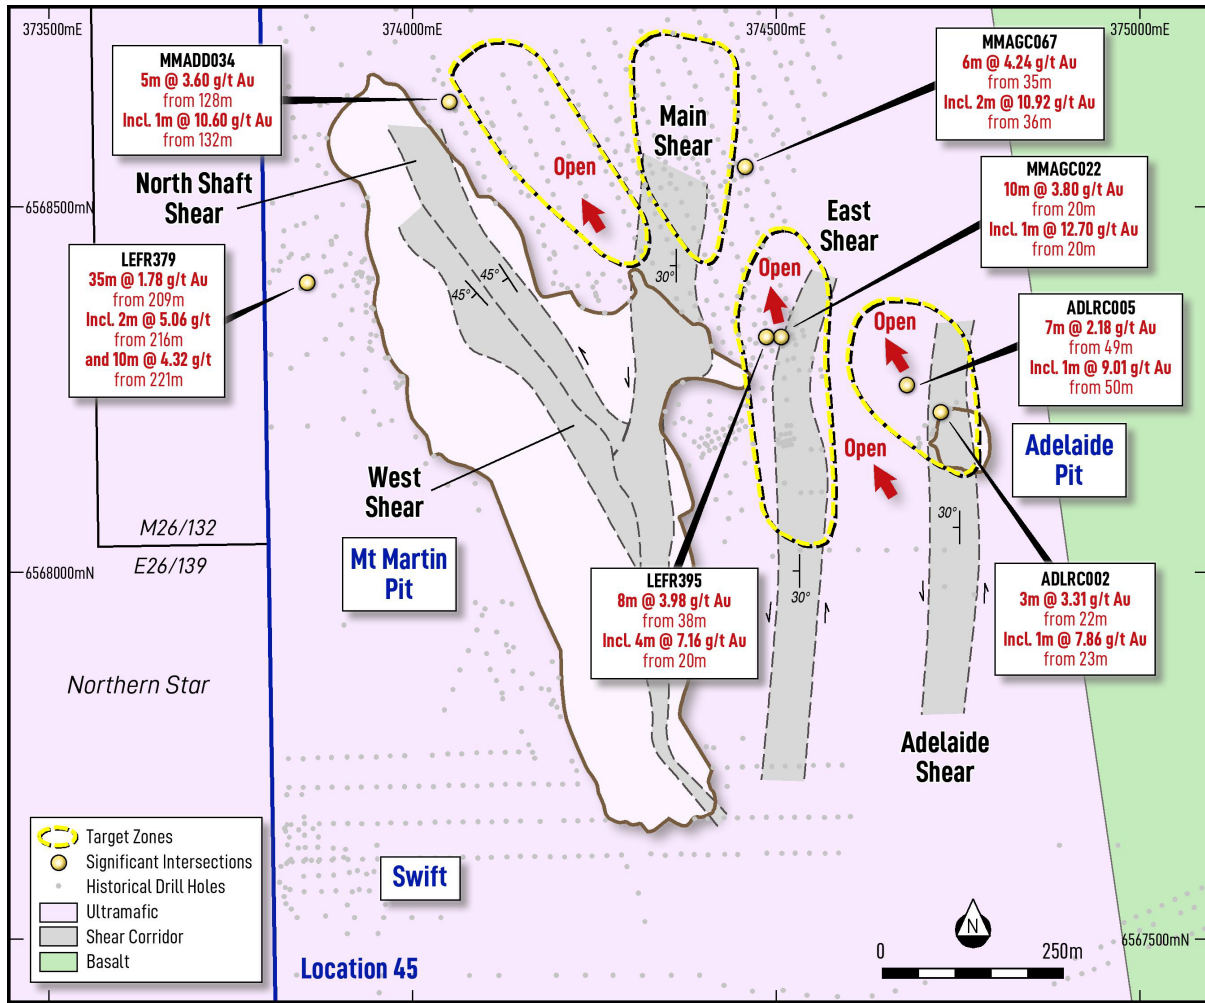 373500mE
374000mE
374500mE
375000mE
MMADD034
5m @ 3.60 g/t Au
from 128m
Incl. 1m @ 10.60 g/t Au
from 132m
MMAGC067
6m @ 4.24 g/t Au
from 35m
Incl. 2m @ 10.92 g/t Au
from 36m
Main
Shear
Open
North Shaft
Shear
MMAGC022
10m @ 3.80 g/t Au
from 20m
Incl. 1m @ 12.70 g/t Au
from 20m
6568500mN
East
Shear
LEFR379
35m @ 1.78 g/t Au
from 209m
Incl. 2m @ 5.06 g/t
from 216m
and 10m @ 4.32 g/t
from 221m
45°
45°
30°
Open
Open
ADLRC005
7m @ 2.18 g/t Au
from 49m
Incl. 1m @ 9.01 g/t Au
from 50m
West
Shear
Open
Adelaide
Pit
M26/132
E26/139
30°
6568000mN
Mt Martin
Pit
30°
LEFR395
8m @ 3.98 g/t Au
from 38m
Incl. 4m @ 7.16 g/t Au
from 20m
ADLRC002
3m @ 3.31 g/t Au
from 22m
Incl. 1m @ 7.86 g/t Au
from 23m
Northern Star
Adelaide
Shear
Target Zones
Significant Intersections
Historical Drill Holes
Ultramafic
Shear Corridor
Basalt
Swift
Location 45
N
0
250m
6567500mN